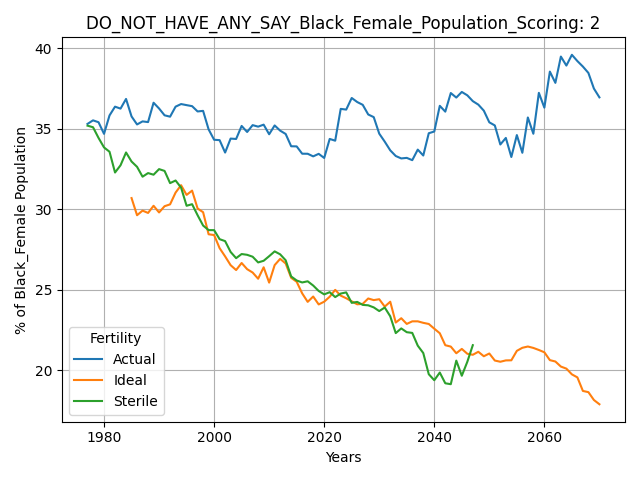 DO_NOT_HAVE_ANY_SAY_Black_Female_Population_Scoring: 2
% of Black_Female Population
40
35
30
25
20
Fertility
Actual
Ideal
Sterile
1980
2000
2020
2040
2060
Years